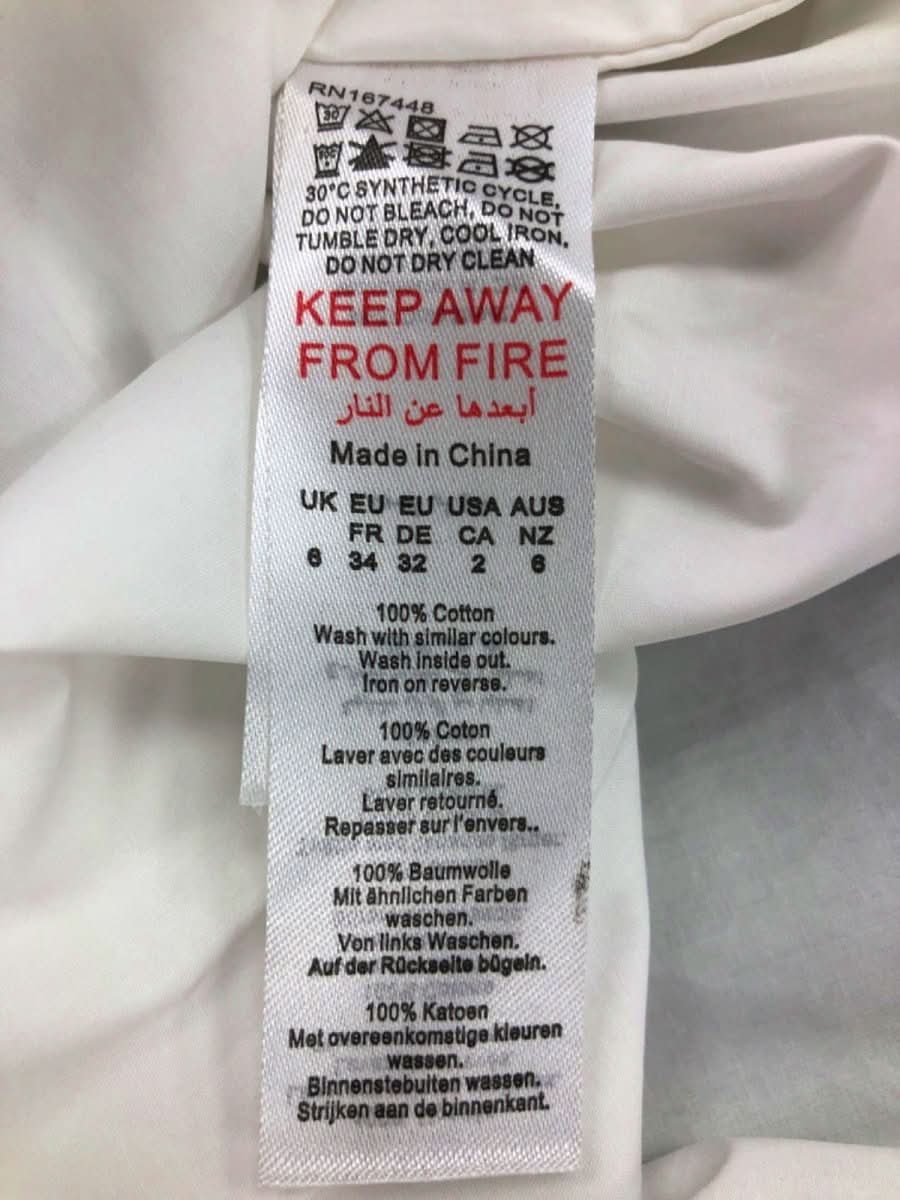 RN167448
30
30°C SYNTHETIC CYCLE,
DO NOT BLEACH, DO NOT
TUMBLE DRY, COOL IRON,
DO NOT DRY CLEAN
KEEP AWAY
FROM FIRE
أبعدها عن النار
Made in China
UK EU EU USA AUS
FR DE CA NZ
6 34 32 2 6
100% Cotton
Wash with similar colours.
Wash inside out.
Iron on reverse.
100% Coton
Laver avec des couleurs
similaires.
Laver retourné.
Repasser sur l'envers..
100% Baumwolle
Mit ähnlichen Farben
waschen.
Von links Waschen.
Auf der Rückseite bügeln.
100% Katoen
Met overeenkomstige kleuren
wassen.
Binnenstebuiten wassen.
Strijken aan de binnenkant.